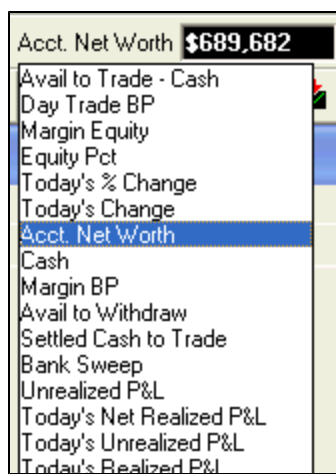 Acct. Net Worth $689,682
Avail to Trade - Cash
Day Trade BP
Margin Equity
Equity Pct
Today's % Change
Today's Change
Acct. Net Worth
Cash
Margin BP
Avail to Withdraw
Settled Cash to Trade
Bank Sweep
Unrealized P&L
Today's Net Realized P&L
Today's Unrealized P&L
Today's Realized P&L